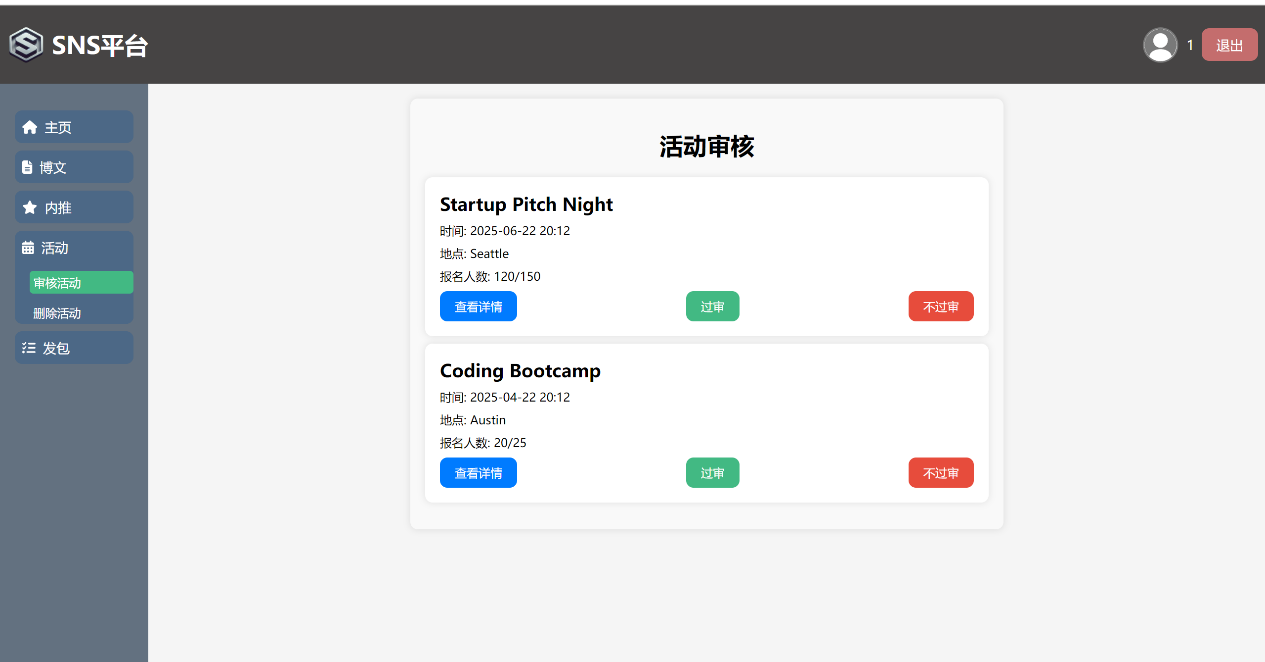 SNS平台
1 退出
主页
博文
内推
活动
审核活动
删除活动
发包
活动审核
Startup Pitch Night
时间: 2025-06-22 20:12
地点: Seattle
报名人数: 120/150
查看详情 过审 不过审
Coding Bootcamp
时间: 2025-04-22 20:12
地点: Austin
报名人数: 20/25
查看详情 过审 不过审